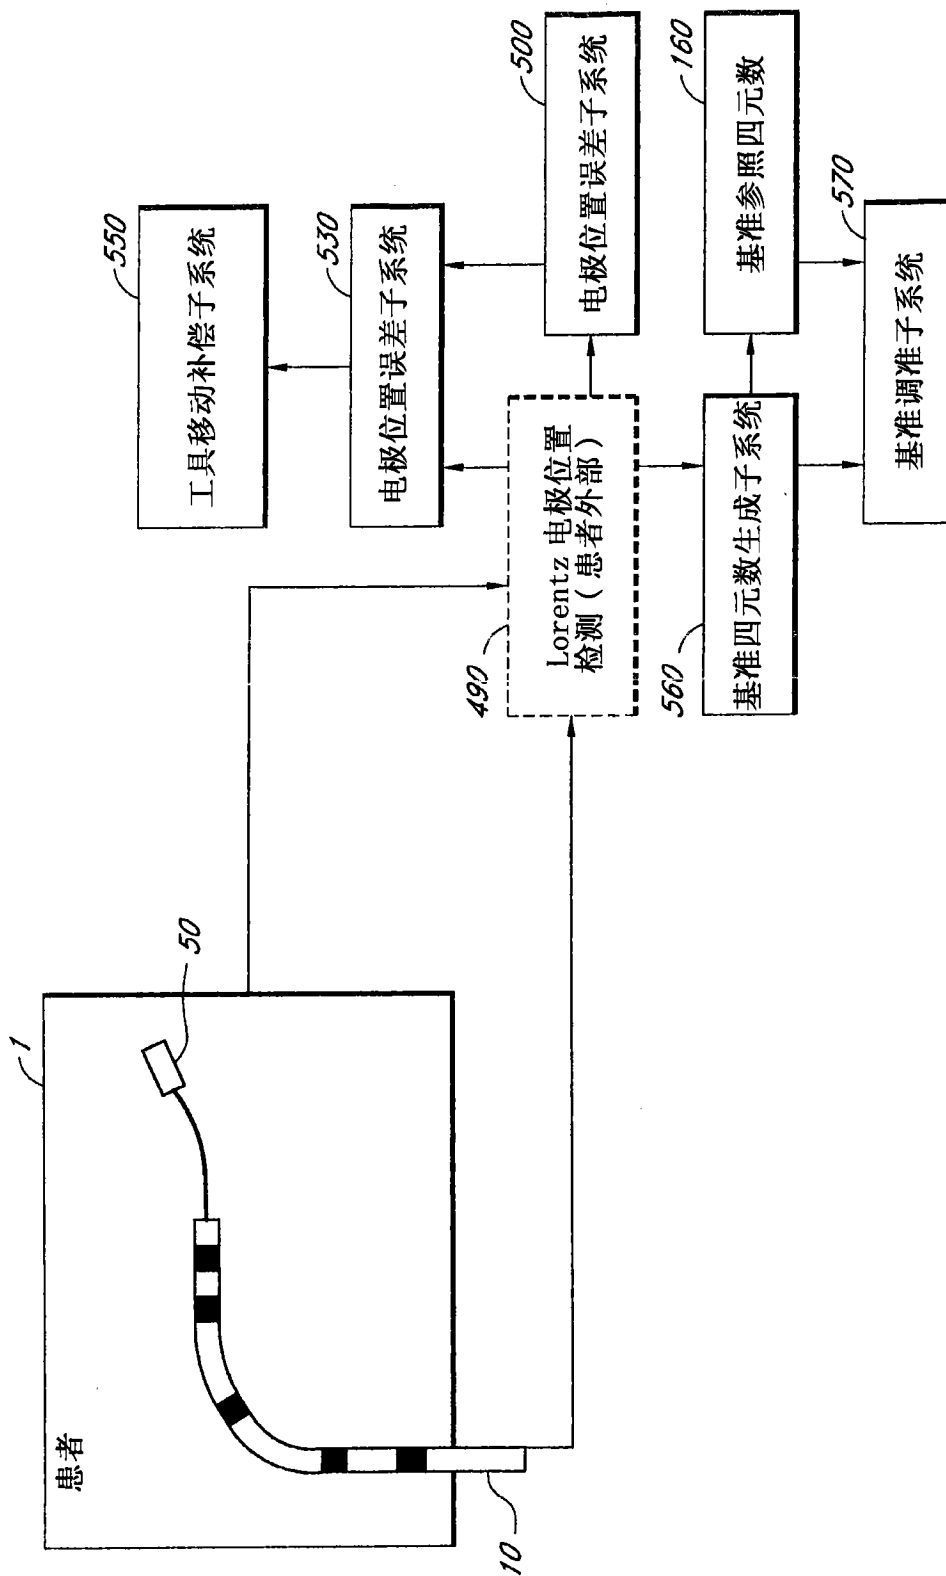 患者
1
50
10
490
Lorentz 电极位置
检测（患者外部）
550
工具移动补偿子系统
530
电极位置误差子系统
500
电极位置误差子系统
560
基准四元数生成子系统
160
基准参照四元数
570
基准调准子系统